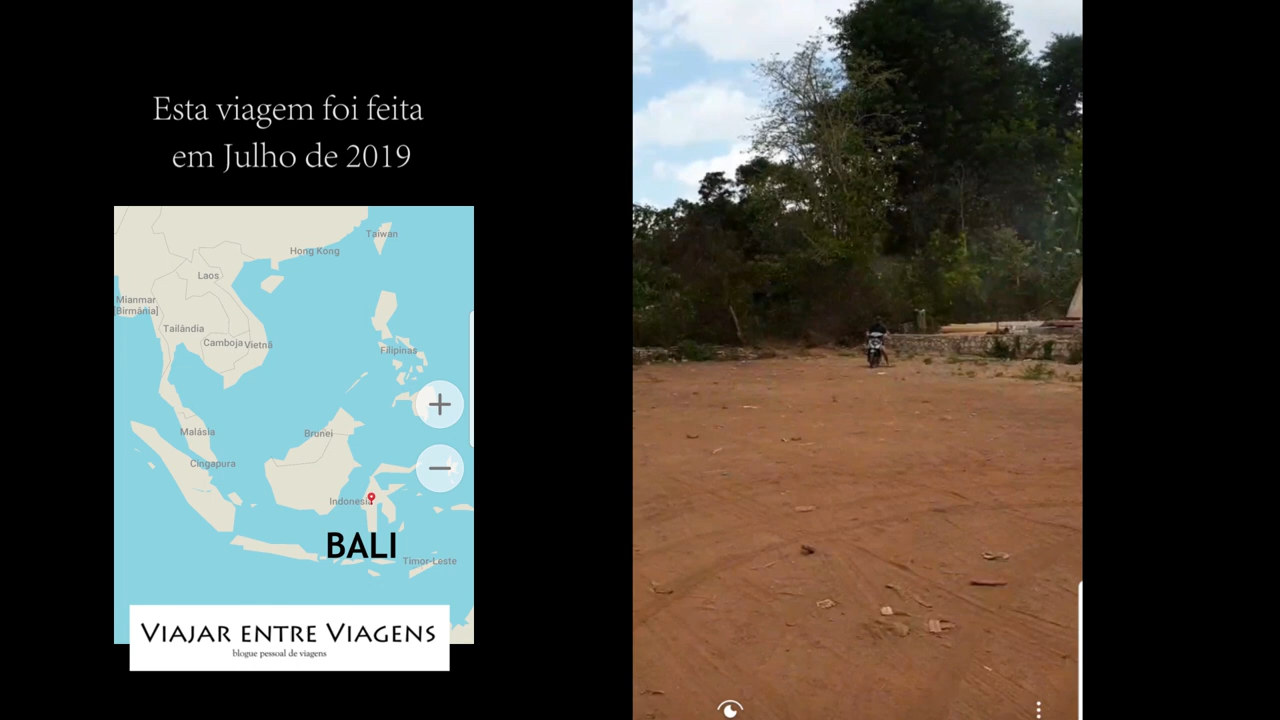 Esta viagem foi feita
em Julho de 2019
Taiwan
Hong Kong
Laos
Mianmar
[Birmânia]
Tailândia
Camboja
Vietnã
Filipinas
Malásia
Brunei
Cingapura
Indonesia
BALI
Timor-Leste
VIAJAR ENTRE VIAGENS
blogue pessoal de viagens